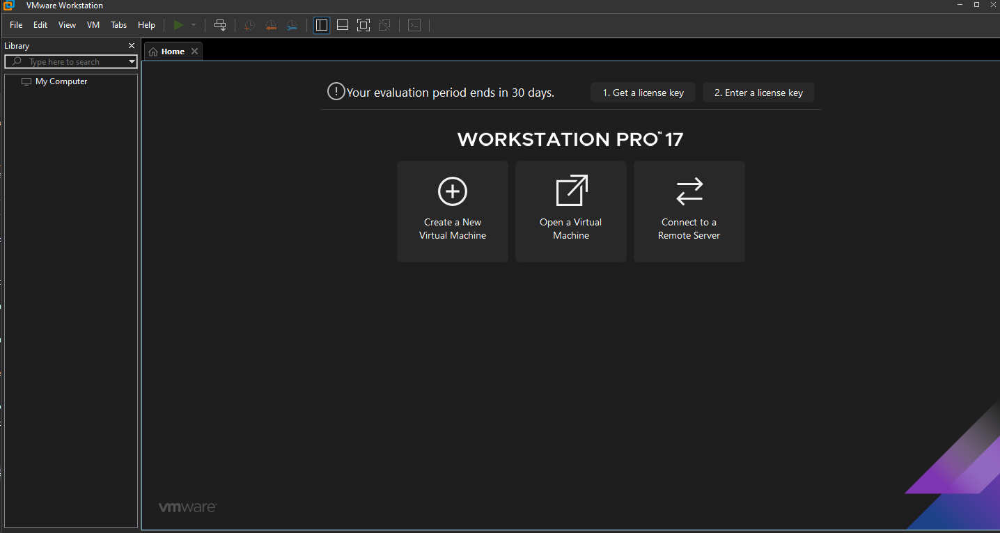 VMware Workstation
File Edit View VM Tabs Help
Library
Type here to search
My Computer
Home
Your evaluation period ends in 30 days.
1. Get a license key
2. Enter a license key
WORKSTATION PRO™ 17
Create a New
Virtual Machine
Open a Virtual
Machine
Connect to a
Remote Server
vmware®